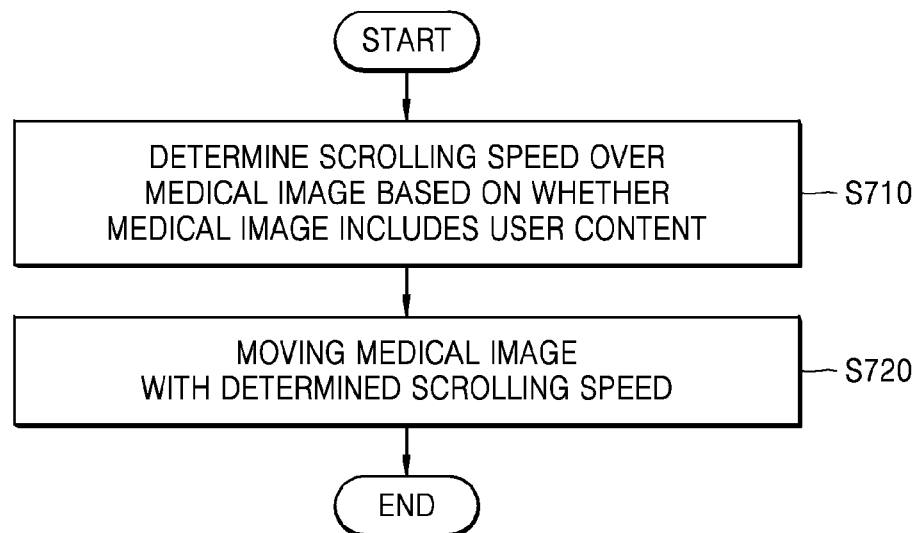 START
DETERMINE SCROLLING SPEED OVER
MEDICAL IMAGE BASED ON WHETHER
MEDICAL IMAGE INCLUDES USER CONTENT
S710
MOVING MEDICAL IMAGE
WITH DETERMINED SCROLLING SPEED
S720
END